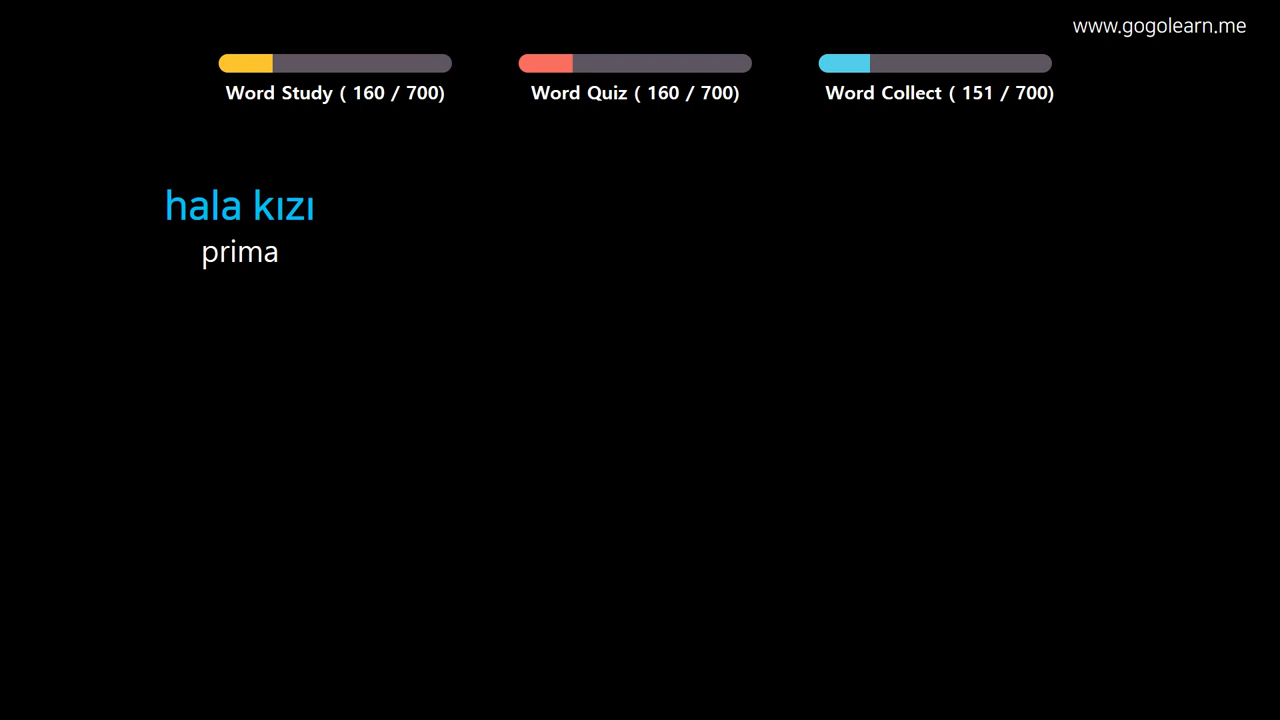 www.gogolearn.me
Word Study ( 160 / 700)
Word Quiz ( 160 / 700)
Word Collect ( 151 / 700)
hala kızı
prima